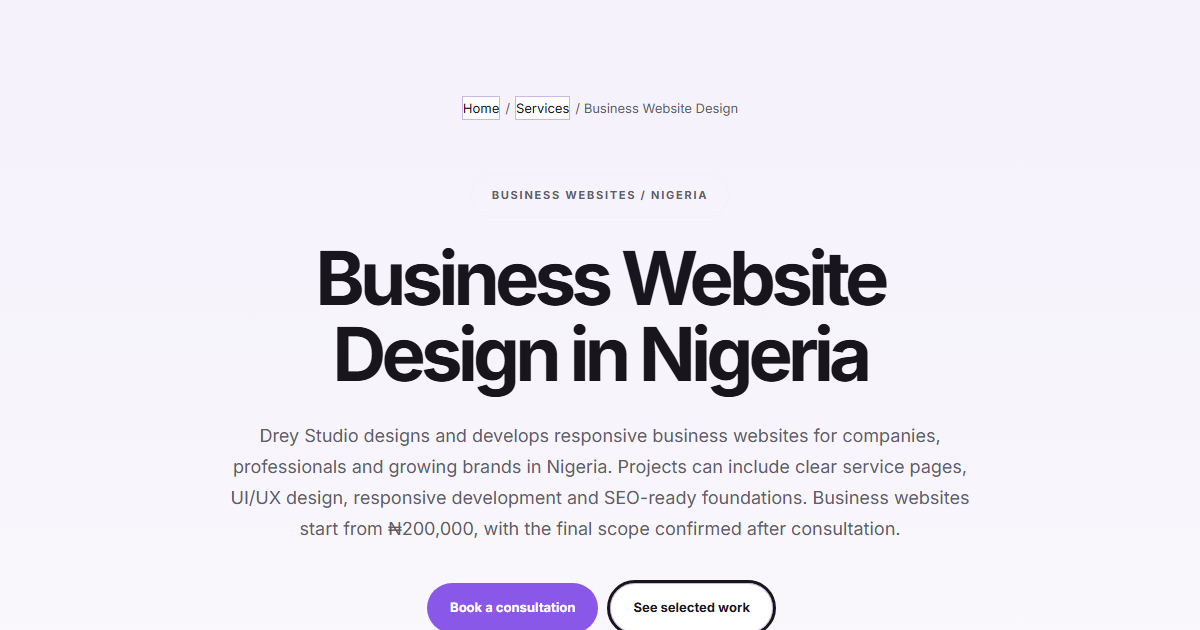 Home / Services / Business Website Design
BUSINESS WEBSITES / NIGERIA
Business Website
Design in Nigeria
Drey Studio designs and develops responsive business websites for companies,
professionals and growing brands in Nigeria. Projects can include clear service pages,
UI/UX design, responsive development and SEO-ready foundations. Business websites
start from ₦200,000, with the final scope confirmed after consultation.
Book a consultation See selected work